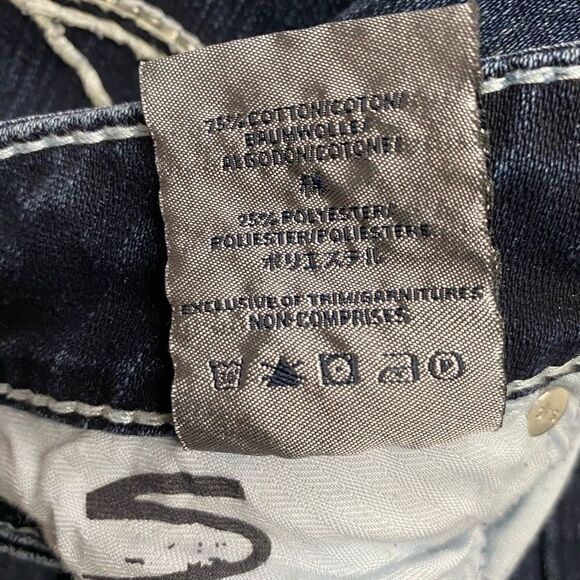 75% COTTON/COTON/
BAUMWOLLE/
ALGODÓN/COTONE/
綿
25% POLYESTER/
POLIESTER/POLIESTERE
ポリエステル
EXCLUSIVE OF TRIM/GARNITURES
NON-COMPRISES
P
S